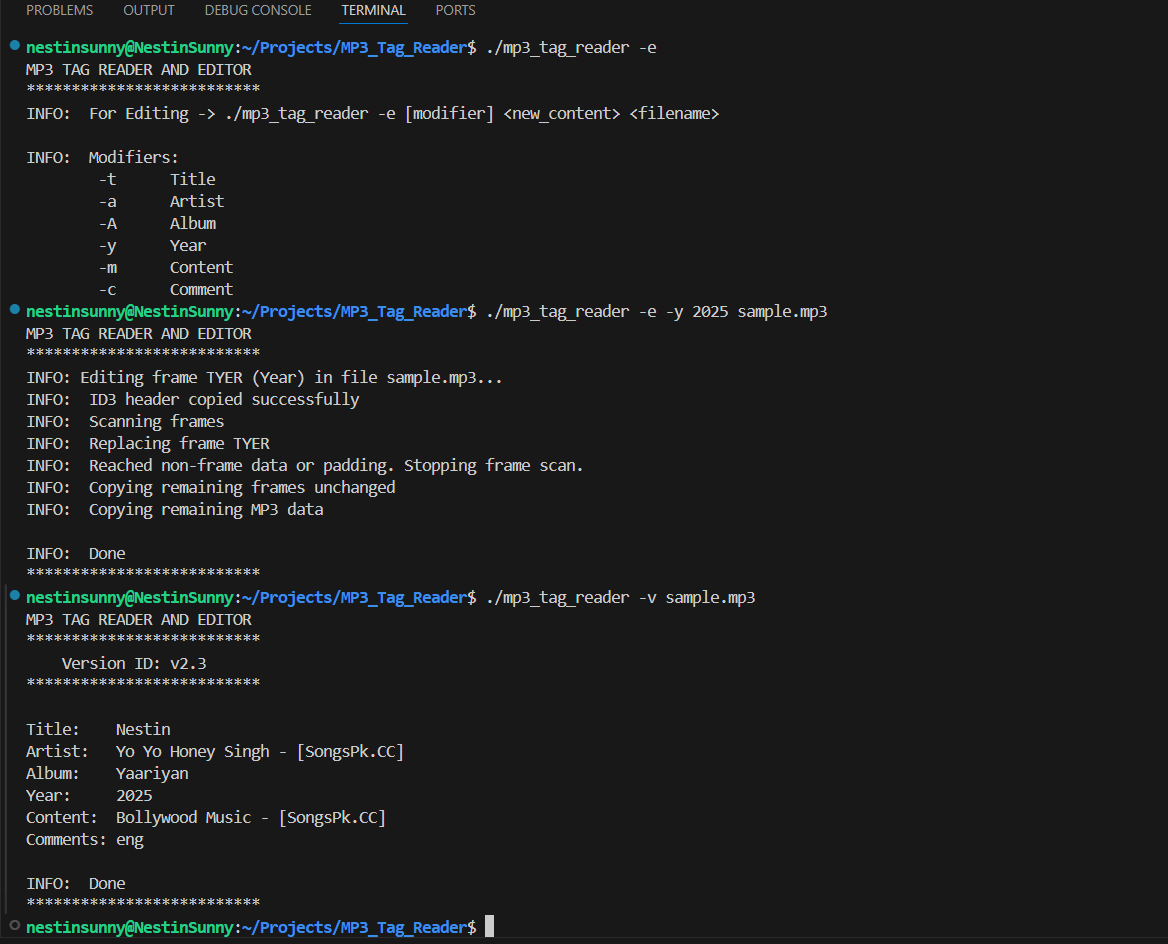 PROBLEMS OUTPUT DEBUG CONSOLE TERMINAL PORTS
nestinsunny@NestinSunny:~/Projects/MP3_Tag_Reader$ ./mp3_tag_reader -e
MP3 TAG READER AND EDITOR
**************************
INFO:  For Editing -> ./mp3_tag_reader -e [modifier] <new_content> <filename>

INFO:  Modifiers:
        -t      Title
        -a      Artist
        -A      Album
        -y      Year
        -m      Content
        -c      Comment
nestinsunny@NestinSunny:~/Projects/MP3_Tag_Reader$ ./mp3_tag_reader -e -y 2025 sample.mp3
MP3 TAG READER AND EDITOR
**************************
INFO: Editing frame TYER (Year) in file sample.mp3...
INFO:  ID3 header copied successfully
INFO:  Scanning frames
INFO:  Replacing frame TYER
INFO:  Reached non-frame data or padding. Stopping frame scan.
INFO:  Copying remaining frames unchanged
INFO:  Copying remaining MP3 data

INFO:  Done
**************************
nestinsunny@NestinSunny:~/Projects/MP3_Tag_Reader$ ./mp3_tag_reader -v sample.mp3
MP3 TAG READER AND EDITOR
**************************
    Version ID: v2.3
**************************

Title:    Nestin
Artist:   Yo Yo Honey Singh - [SongsPk.CC]
Album:    Yaariyan
Year:     2025
Content:  Bollywood Music - [SongsPk.CC]
Comments: eng

INFO:  Done
**************************
nestinsunny@NestinSunny:~/Projects/MP3_Tag_Reader$